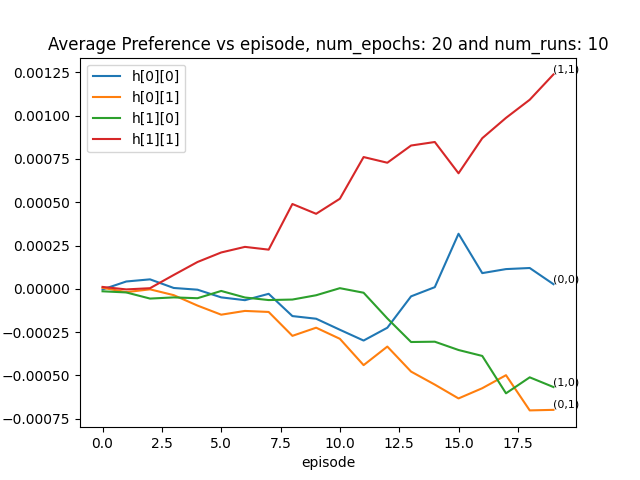 Average Preference vs episode, num_epochs: 20 and num_runs: 10
h[0][0]
h[0][1]
h[1][0]
h[1][1]
0.00125
0.00100
0.00075
0.00050
0.00025
0.00000
−0.00025
−0.00050
−0.00075
(1,1)
(0,0)
(1,0)
(0,1)
0.0 2.5 5.0 7.5 10.0 12.5 15.0 17.5
episode